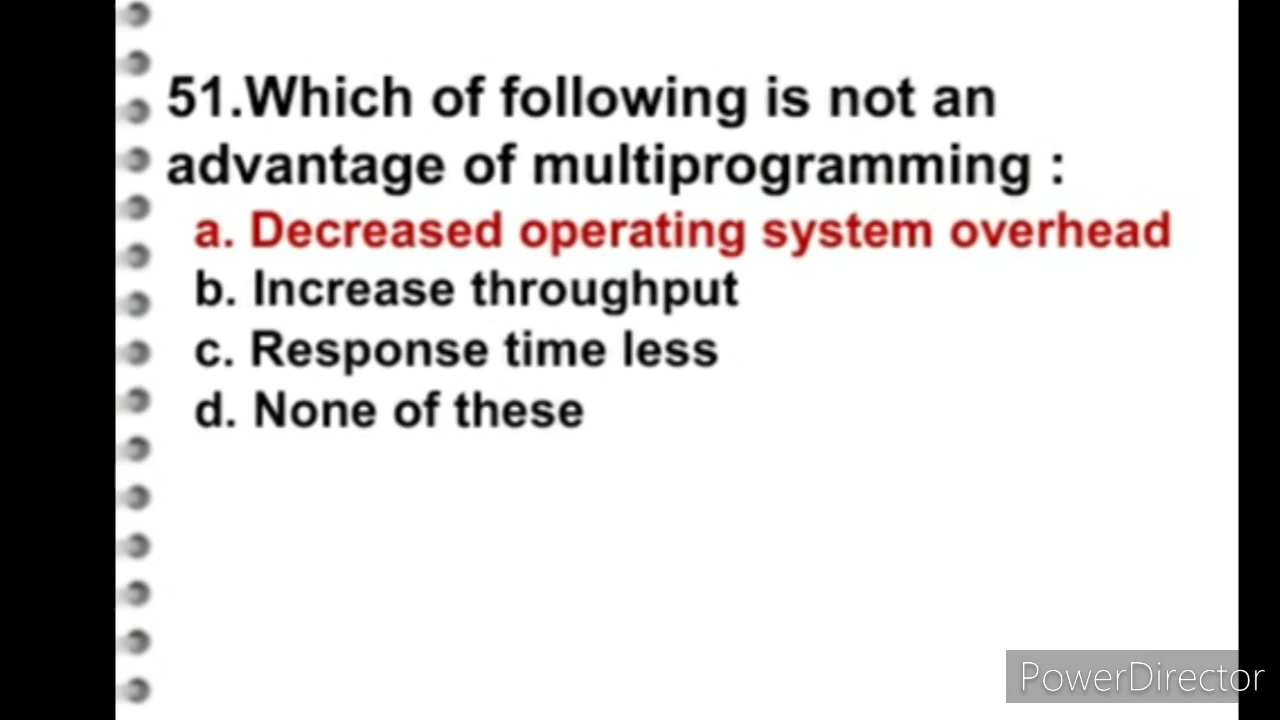 51.Which of following is not an
advantage of multiprogramming :
a. Decreased operating system overhead
b. Increase throughput
c. Response time less
d. None of these
PowerDirector